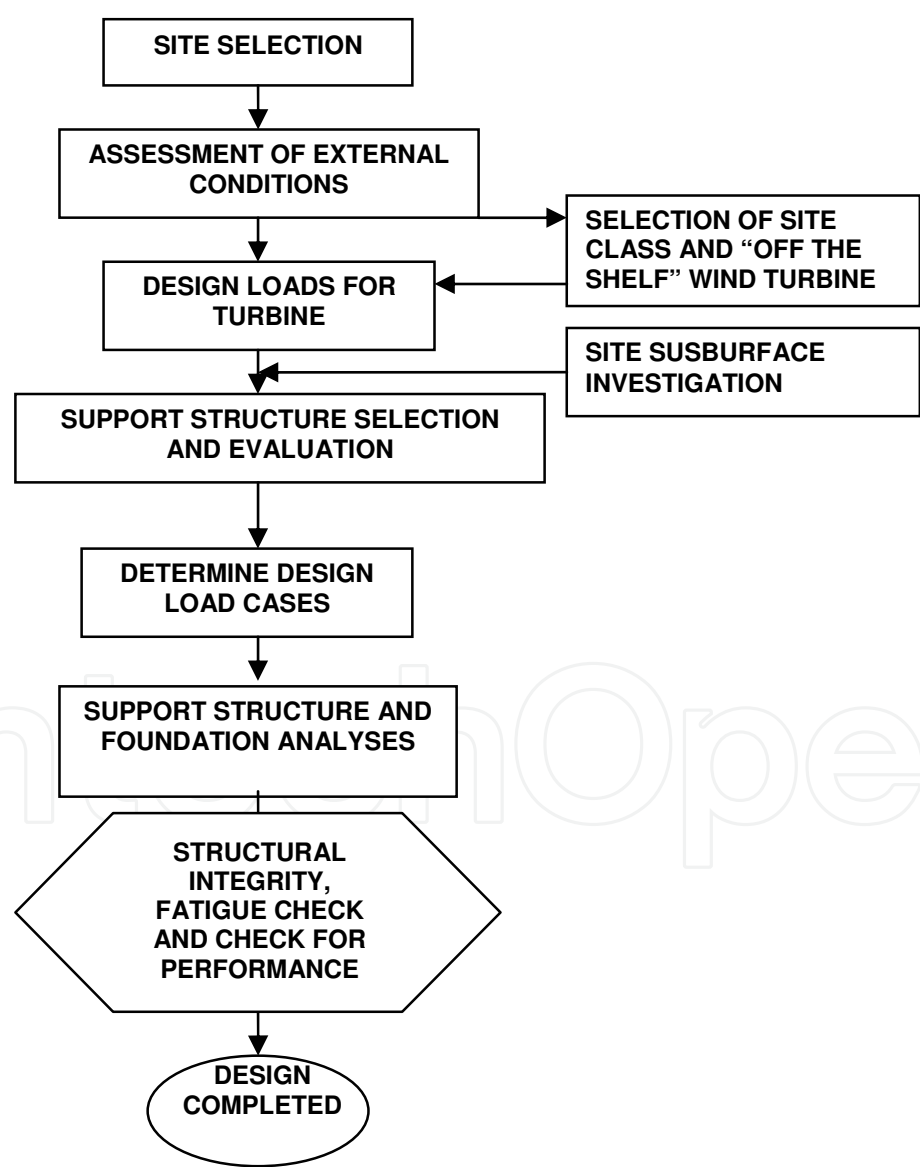 SITE SELECTION
ASSESSMENT OF EXTERNAL
CONDITIONS
SELECTION OF SITE
CLASS AND “OFF THE
SHELF” WIND TURBINE
DESIGN LOADS FOR
TURBINE
SITE SUSBURFACE
INVESTIGATION
SUPPORT STRUCTURE SELECTION
AND EVALUATION
DETERMINE DESIGN
LOAD CASES
SUPPORT STRUCTURE AND
FOUNDATION ANALYSES
STRUCTURAL
INTEGRITY,
FATIGUE CHECK
AND CHECK FOR
PERFORMANCE
DESIGN
COMPLETED